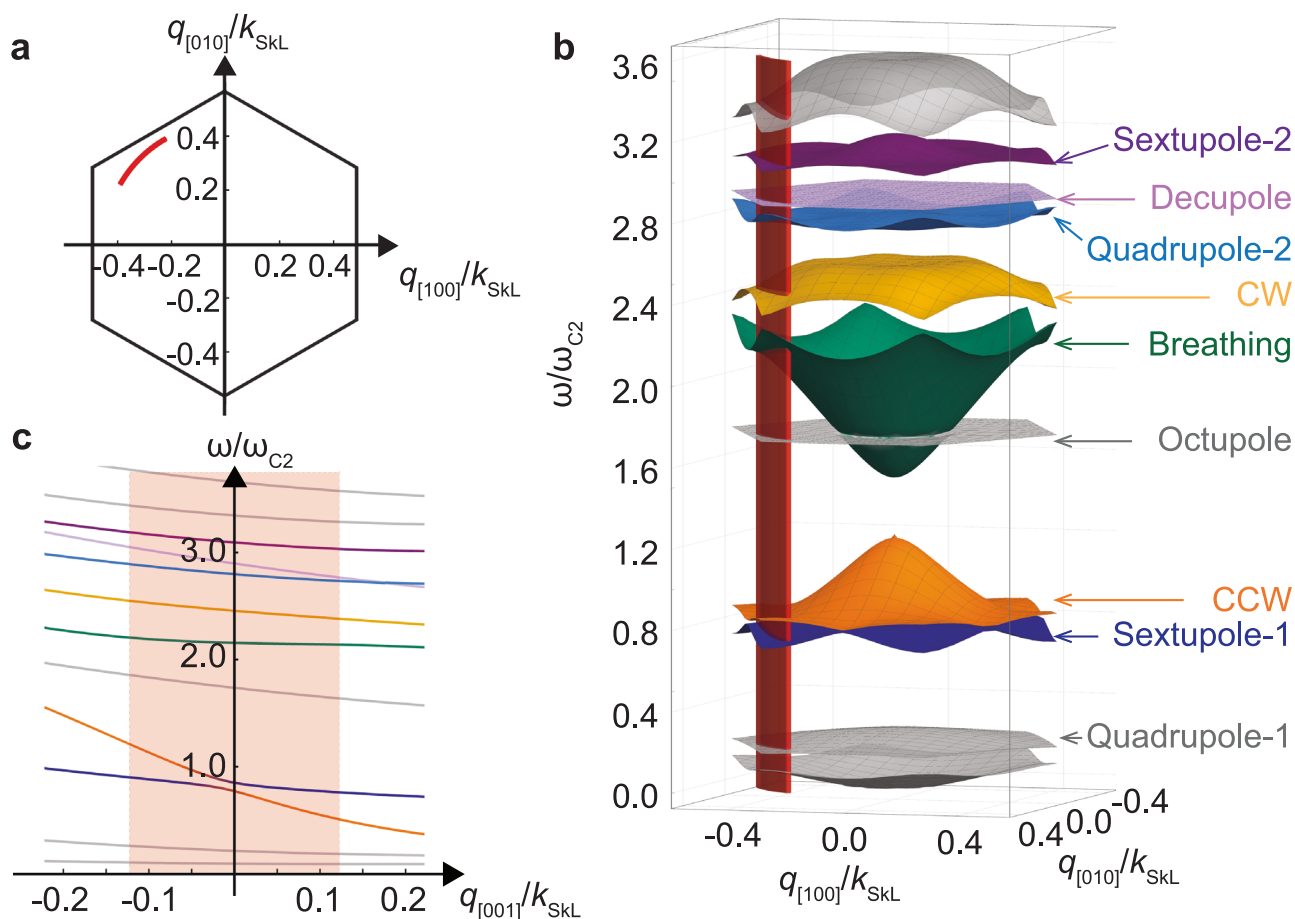 a
q[010]/kSkL
0.4
0.2
-0.4
-0.2
0.2
0.4
q[100]/kSkL
-0.2
-0.4
b
ω/ωC2
3.6
3.2
2.8
2.4
2.0
1.6
1.2
0.8
0.4
0.0
Sextupole-2
Decupole
Quadrupole-2
CW
Breathing
Octupole
CCW
Sextupole-1
Quadrupole-1
-0.4
0.0
0.4
q[100]/kSkL
0.4
0.0
-0.4
q[010]/kSkL
c
ω/ωC2
3.0
2.0
1.0
-0.2
-0.1
0.1
0.2
q[001]/kSkL